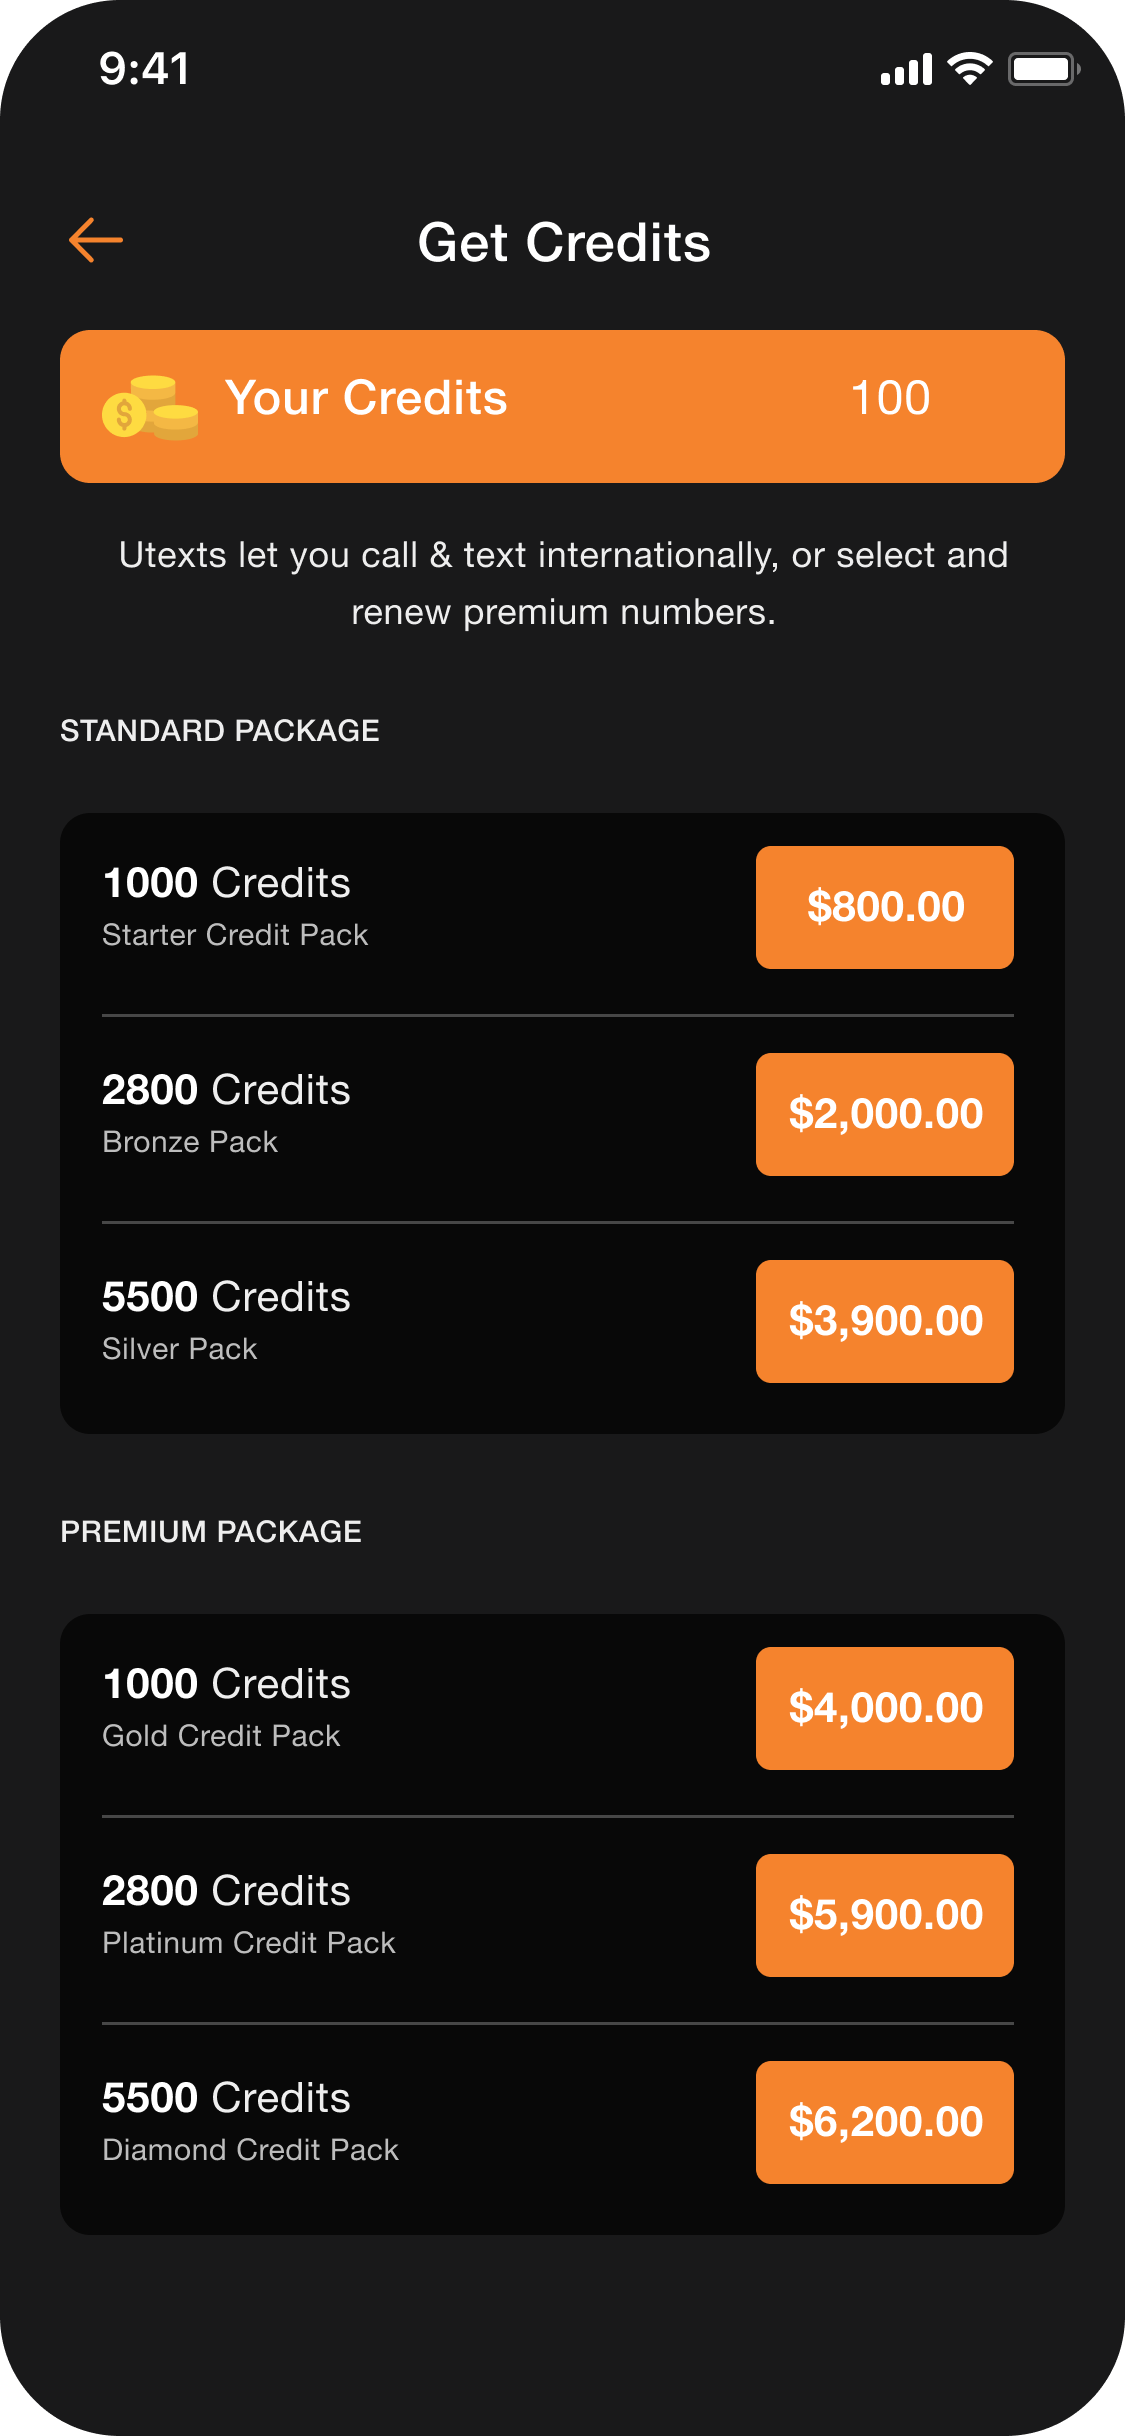 9:41
Get Credits
$
Your Credits 100
Utexts let you call & text internationally, or select and
renew premium numbers.
STANDARD PACKAGE
1000 Credits
Starter Credit Pack
$800.00
2800 Credits
Bronze Pack
$2,000.00
5500 Credits
Silver Pack
$3,900.00
PREMIUM PACKAGE
1000 Credits
Gold Credit Pack
$4,000.00
2800 Credits
Platinum Credit Pack
$5,900.00
5500 Credits
Diamond Credit Pack
$6,200.00